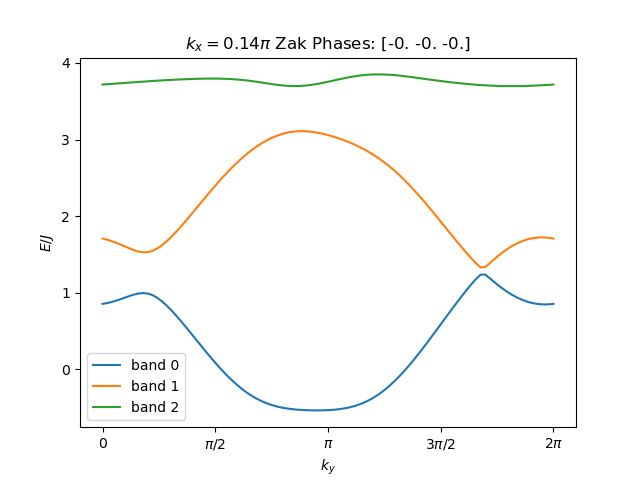 $k_x = 0.14\pi$ Zak Phases: [-0. -0. -0.]
4
3
2
1
0
E/J
band 0
band 1
band 2
0
π/2
π
3π/2
2π
$k_y$